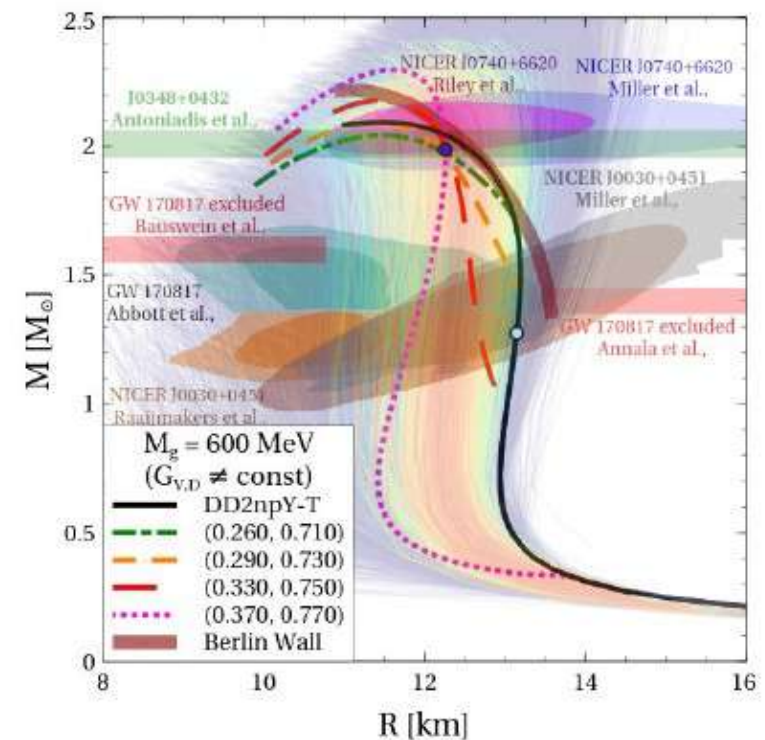 2.5
2
1.5
1
0.5
0
8
10
12
14
16
M [M⊙]
R [km]
NICER J0740+6620
Riley et al.,
NICER J0740+6620
Miller et al.,
J0348+0432
Antoniadis et al.,
NICER J0030+0451
Miller et al.,
GW 170817 excluded
Bauswein et al.,
GW 170817
Abbott et al.,
GW 170817 excluded
Annala et al.,
NICER J0030+0451
Raaijmakers et al.
M_g = 600 MeV
(G_V,D ≠ const)
DD2npY-T
(0.260, 0.710)
(0.290, 0.730)
(0.330, 0.750)
(0.370, 0.770)
Berlin Wall